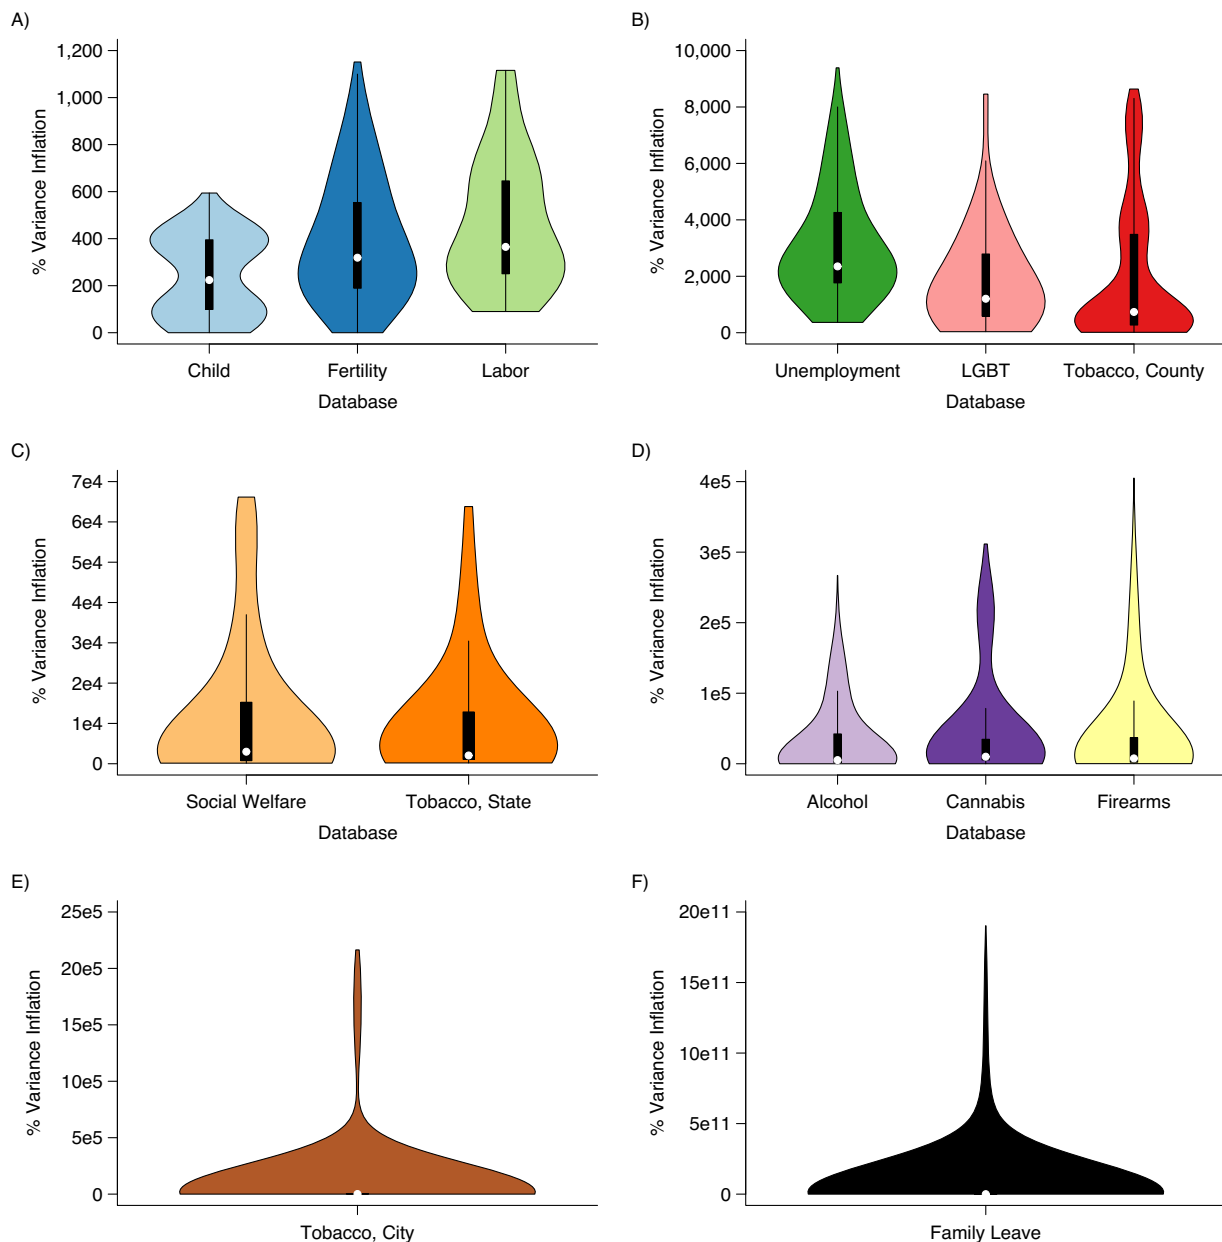 A)
% Variance Inflation
1,200
1,000
800
600
400
200
0
Child Fertility Labor
Database
B)
% Variance Inflation
10,000
8,000
6,000
4,000
2,000
0
Unemployment LGBT Tobacco, County
Database
C)
% Variance Inflation
7e4
6e4
5e4
4e4
3e4
2e4
1e4
0
Social Welfare Tobacco, State
Database
D)
% Variance Inflation
4e5
3e5
2e5
1e5
0
Alcohol Cannabis Firearms
Database
E)
% Variance Inflation
25e5
20e5
15e5
10e5
5e5
0
Tobacco, City
F)
% Variance Inflation
20e11
15e11
10e11
5e11
0
Family Leave